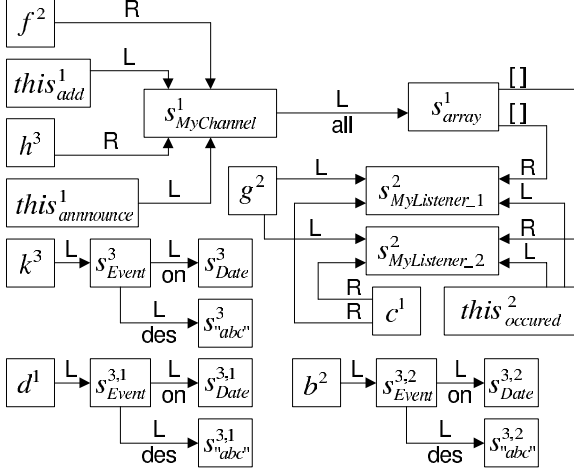 f² R
L
this¹add
s¹MyChannel L all s¹array [ ]
[ ]
h³ R
R
this¹annnounce L
g² L s²MyListener_1 L
L s²MyListener_2 R
L
k³ L s³Event L on s³Date
R
R c¹ this²occured
L des s³"abc"
d¹ L s³,¹Event L on s³,¹Date
b² L s³,²Event L on s³,²Date
L des s³,¹"abc"
L des s³,²"abc"